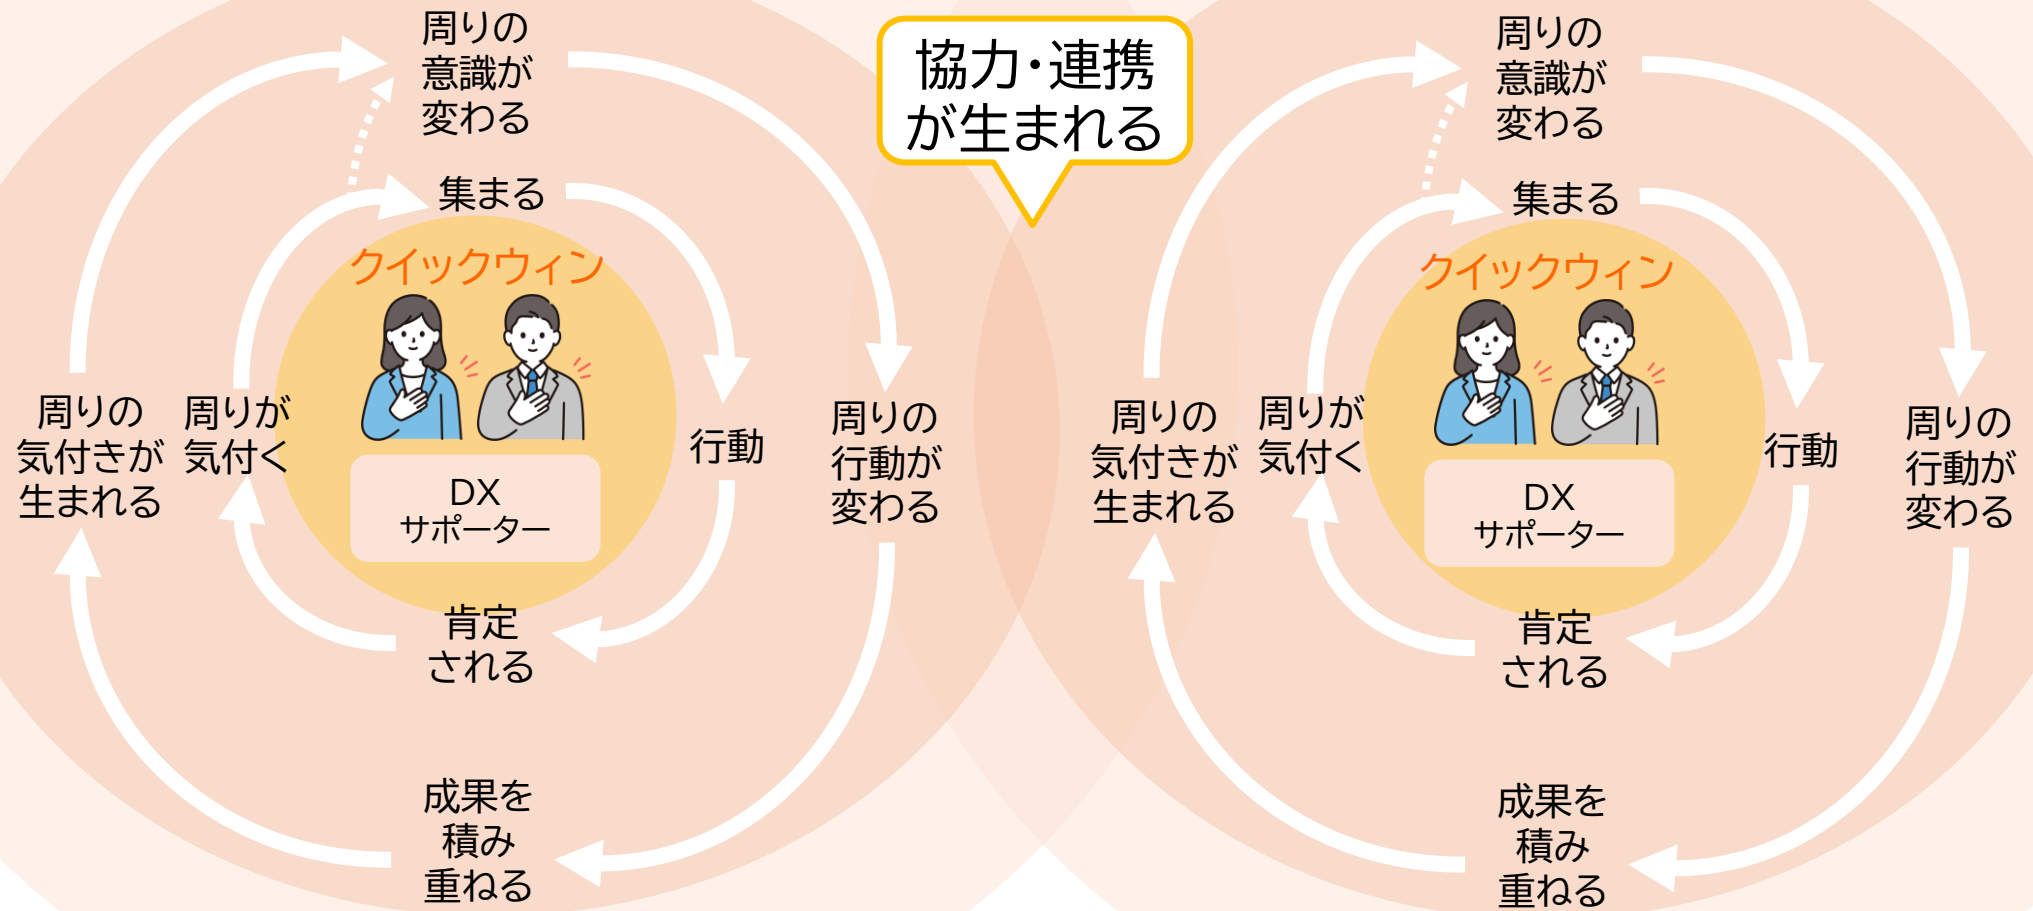 周りの
意識が
変わる
集まる
クイックウィン
周りの
気付きが
生まれる
周りが
気付く
DX
サポーター
行動
周りの
行動が
変わる
肯定
される
成果を
積み
重ねる
協力・連携
が生まれる
周りの
意識が
変わる
集まる
クイックウィン
周りの
気付きが
生まれる
周りが
気付く
DX
サポーター
行動
周りの
行動が
変わる
肯定
される
成果を
積み
重ねる